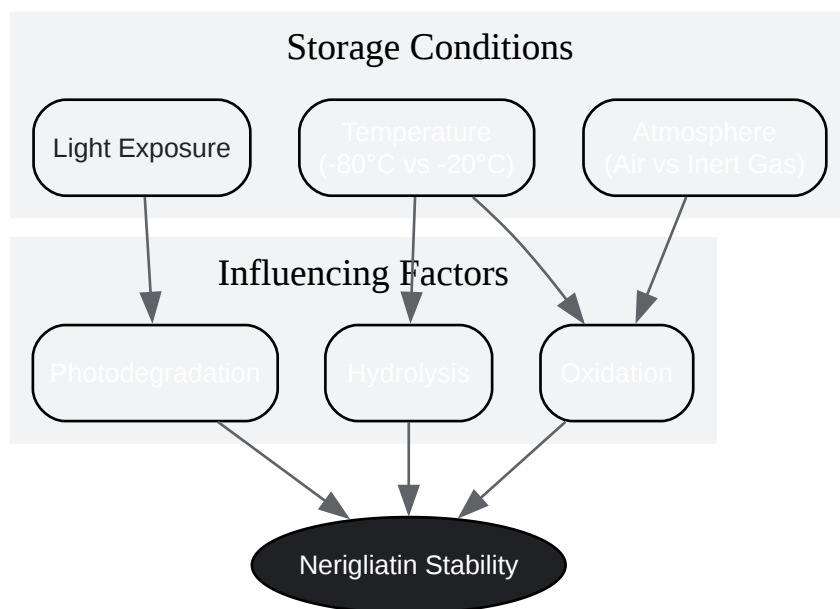 Storage Conditions
Light Exposure
Temperature
(-80°C vs -20°C)
Atmosphere
(Air vs Inert Gas)
Influencing Factors
Photodegradation
Hydrolysis
Oxidation
Nerigliatin Stability